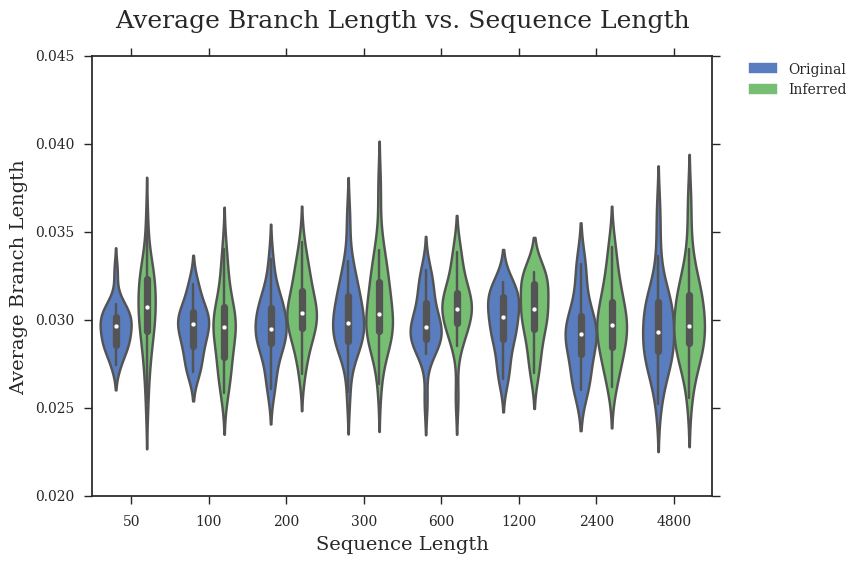 Average Branch Length vs. Sequence Length
Original
Inferred
Average Branch Length
0.045
0.040
0.035
0.030
0.025
0.020
50 100 200 300 600 1200 2400 4800
Sequence Length